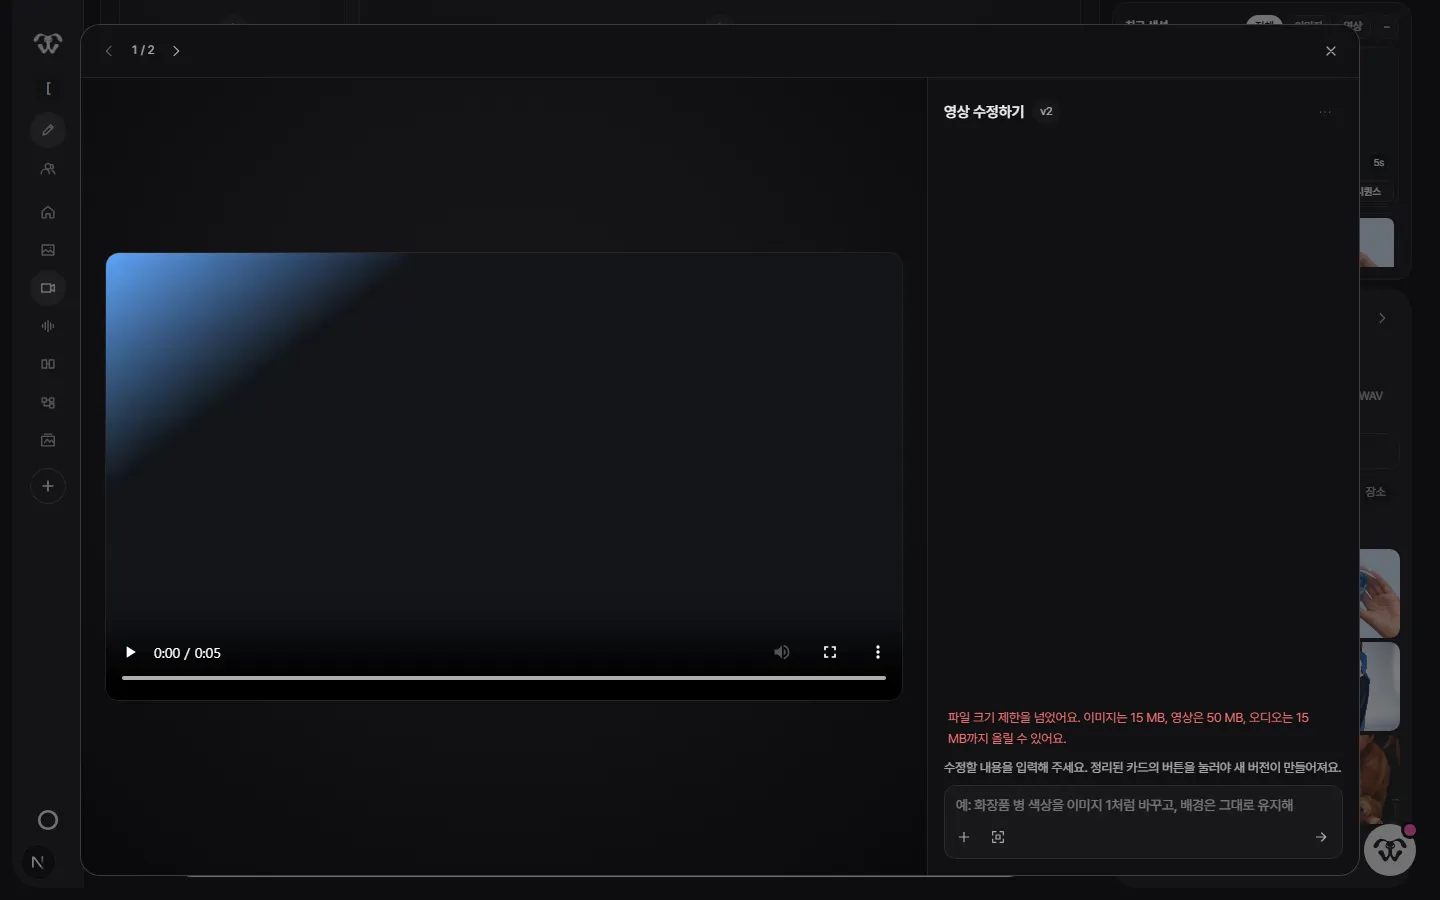 1 / 2
영상 수정하기 v2
5s
WAV
장소
0:00 / 0:05
파일 크기 제한을 넘었어요. 이미지는 15 MB, 영상은 50 MB, 오디오는 15
MB까지 올릴 수 있어요.
수정할 내용을 입력해 주세요. 정리된 카드의 버튼을 눌러야 새 버전이 만들어져요.
예: 화장품 병 색상을 이미지 1처럼 바꾸고, 배경은 그대로 유지해
N